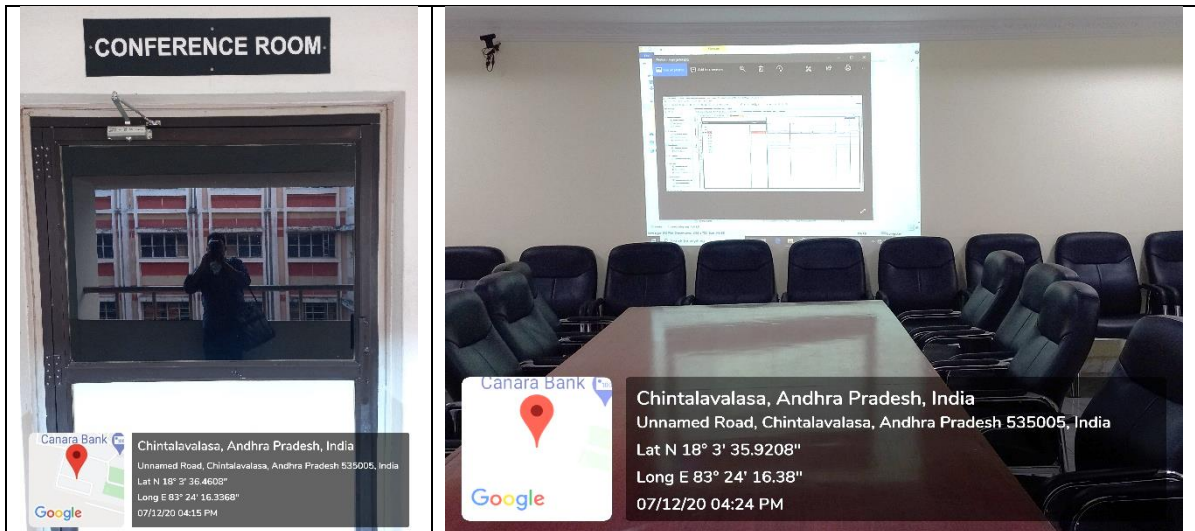 CONFERENCE ROOM
Canara Bank
Google
Chintalavalasa, Andhra Pradesh, India
Unnamed Road, Chintalavalasa, Andhra Pradesh 535005, India
Lat N 18° 3' 36.4608"
Long E 83° 24' 16.3368"
07/12/20 04:15 PM
Canara Bank
Google
Chintalavalasa, Andhra Pradesh, India
Unnamed Road, Chintalavalasa, Andhra Pradesh 535005, India
Lat N 18° 3' 35.9208"
Long E 83° 24' 16.38"
07/12/20 04:24 PM